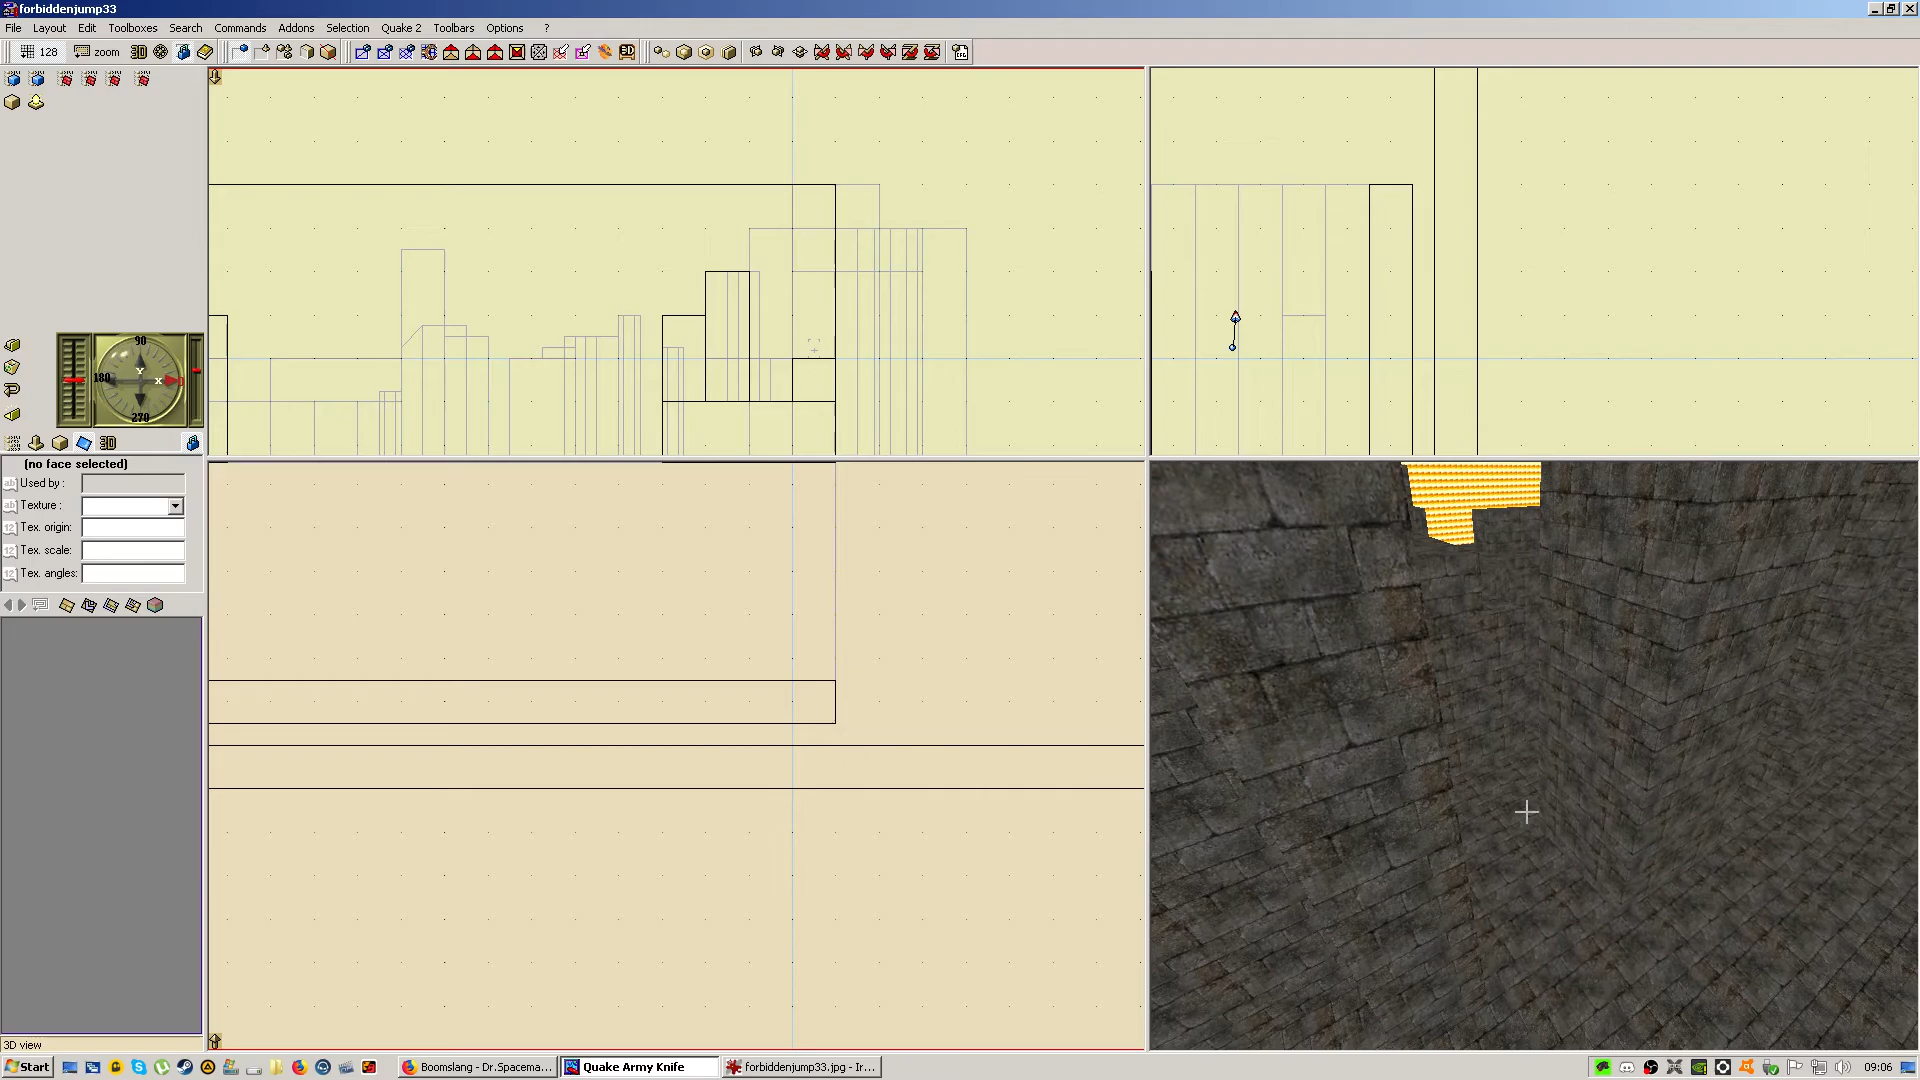 forbiddenjump33
File Layout Edit Toolboxes Search Commands Addons Selection Quake 2 Toolbars Options ?
128 zoom 3D
90
180
Y
X
270
3D
(no face selected)
Used by :
Texture :
Tex. origin:
Tex. scale:
Tex. angles:
3D view
Start
Boomslang - Dr.Spacema...
Quake Army Knife
forbiddenjump33.jpg - Ir...
09:06